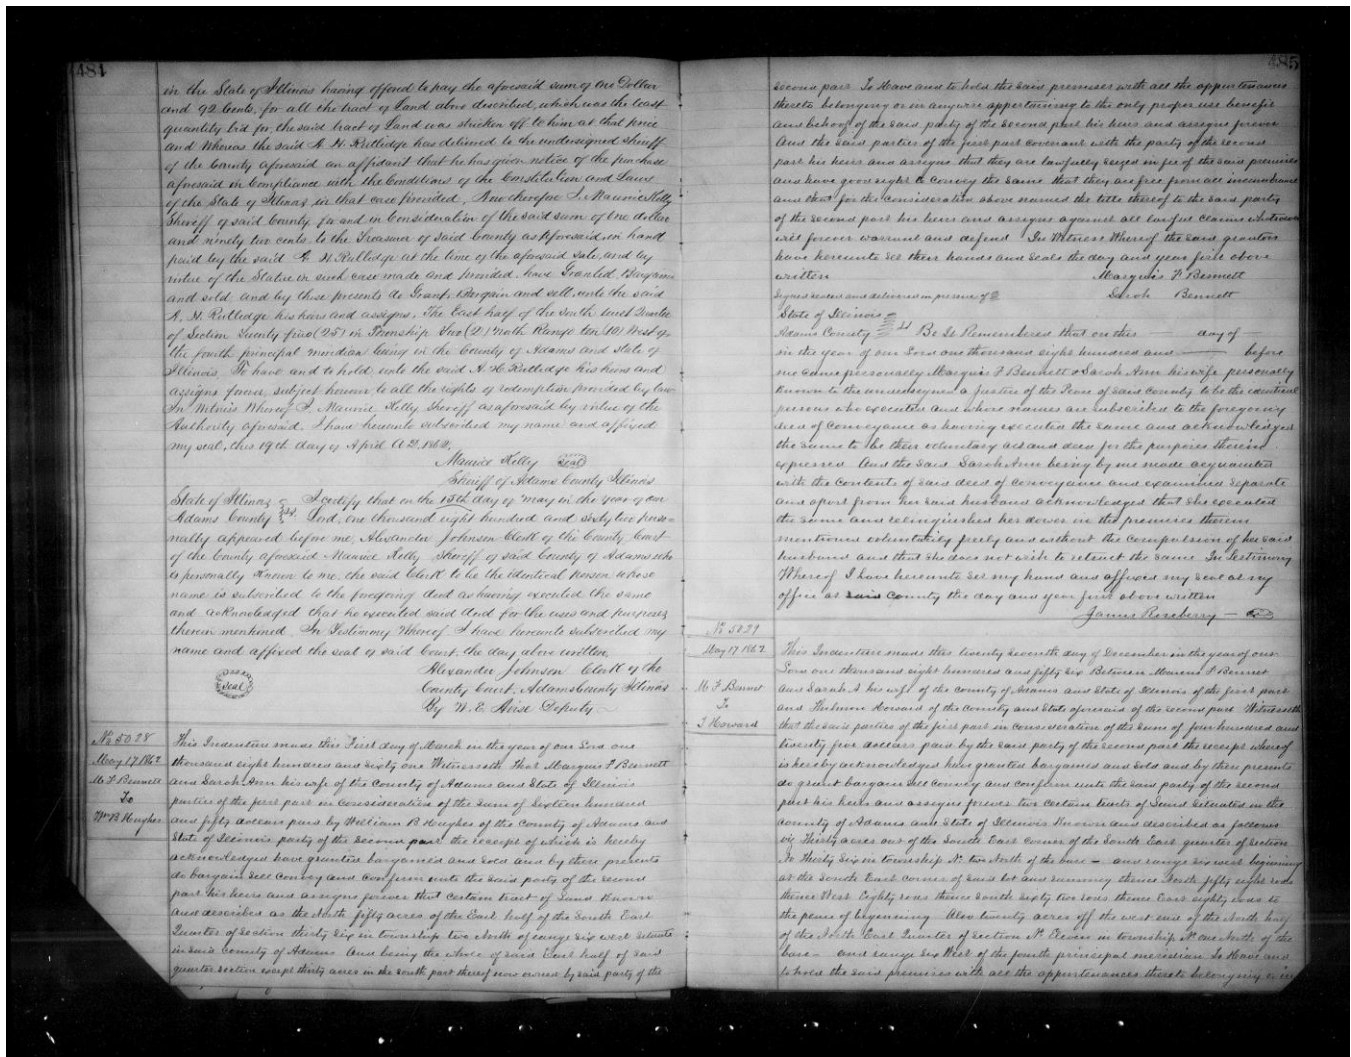 484
in the State of Illinois having offered to pay the aforesaid sum of One Dollar
and 92 Cents, for all the tract of Land above described, which was the least
quantity bid for, the said tract of Land was stricken off to him at that price
and Whereas the said A. H. Rutledge has delivered to the undersigned Sheriff
of the County aforesaid an affidavit that he has given notice of the purchase
aforesaid in Compliance with the Conditions of the Constitution and Laws
of the State of Illinois in that case provided, Now therefore I Maurice Kelly
Sheriff of said County, for and in Consideration of the said sum of One dollar
and ninety two cents, to the Treasurer of said County as aforesaid, in hand
paid by the said A. H. Rutledge at the time of the aforesaid sale, and by
virtue of the Statue in such case made and provided, have Granted, Bargained
and sold, and by these presents do Grant, Bargain and sell, unto the said
A. H. Rutledge his heirs and assigns, The East half of the South West Quarter
of Section Twenty five (25) in Township Two (2) North Range ten (10) West of
the fourth principal meridian being in the County of Adams and State of
Illinois, To have and to hold unto the said A. H. Rutledge his heirs and
assigns forever, subject however to all the rights of redemption provided by law
In Witness Whereof I, Maurice Kelly Sheriff as aforesaid by virtue of the
Authority aforesaid, I have hereunto subscribed my name and affixed
my seal, this 19th day of April A.D. 1862.
Maurice Kelly Seal
Sheriff of Adams County Illinois
State of Illinois I certify that on the 15th day of May in the year of our
Adams County ss. Lord, one thousand eight hundred and sixty two perso-
nally appeared before me, Alexander Johnson Clerk of the County Court
of the County aforesaid Maurice Kelly Sheriff of said County of Adams who
is personally Known to me, the said Clerk to be the identical person whose
name is subscribed to the foregoing deed as having executed the same
and acknowledged that he executed said deed for the uses and purposes
therein mentioned, In Testimony Whereof I have hereunto subscribed my
name and affixed the seal of said Court, the day above written
Alexander Johnson Clerk of the
Seal County Court, Adams County Illinois
By W. E. Avise Deputy
No 5028
May 17 1862
M F Bennett
To
Wm B Hughes
This Indenture made this First day of March in the year of our Lord one
thousand eight hundred and sixty one Witnesseth That Marquis F Bennett
and Sarah Ann his wife of the County of Adams and State of Illinois
parties of the first part in Consideration of the Sum of Sixteen hundred
and fifty dollars paid by William B Hughes of the County of Adams and
State of Illinois party of the second part the receipt of which is hereby
acknowledged have granted bargained and sold and by these presents
do bargain sell convey and confirm unto the said party of the second
part his heirs and assigns forever that certain tract of land Known
and described as the North fifty acres of the East half of the South East
Quarter of section thirty six in township two North of range six west situate
in said county of Adams And being the whole of said East half of said
quarter section except thirty acres in the south part thereof now owned by said party of the
485
second part To Have and to hold the said premises with all the appurtenances
thereto belonging or in anywise appertaining to the only proper use benefit
and behoof of the said party of the second part his heirs and assigns forever
And the said parties of the first part covenant with the party of the second
part his heirs and assigns that they are lawfully seized in fee of the said premises
and have good right to convey the same that they are free from all incumbrance
and that for the consideration above named the title thereof to the said party
of the second part his heirs and assigns against all lawful claims whatsoever
will forever warrant and defend In Witness Whereof the said grantors
have hereunto set their hands and seals the day and year first above
written Marquis F Bennett
Signed sealed and delivered in presence of Sarah Bennett
State of Illinois
Adams County ss Be It Remembered that on this — day of —
in the year of our Lord one thousand eight hundred and — before
me came personally Marquis F Bennett & Sarah Ann his wife personally
Known to the undersigned a Justice of the Peace of said County to be the identical
persons who executed and whose names are subscribed to the foregoing
deed of conveyance as having executed the same and acknowledged
the same to be their voluntary act and deed for the purposes therein
expressed And the said Sarah Ann being by me made acquainted
with the contents of said deed of conveyance and examined separate
and apart from her said husband acknowledged that she executed
the same and relinquished her dower in the premises therein
mentioned voluntarily freely and without the compulsion of her said
husband and that she does not wish to retract the same In Testimony
Whereof I have hereunto set my hand and affixed my seal at my
office at said County the day and year first above written
James Roseberry —
No 5029
May 17 1862
M F Bennet
To
T Howard
This Indenture made this twenty seventh day of December in the year of our
Lord one thousand eight hundred and fifty six Between Marcus F Bennet
and Sarah A his wife of the county of Adams and State of Illinois of the first part
and Howard of the County and State aforesaid of the second part Witnesseth
that the said parties of the first part in consideration of the Sum of four hundred and
twenty five dollars paid by the said party of the second part the receipt whereof
is hereby acknowledged have granted bargained and sold and by these presents
do grant bargain sell convey and confirm unto the said party of the second
part his heirs and assigns forever two certain tracts of Land situated in the
county of Adams and State of Illinois Known and described as follows
viz Thirty acres out of the South East corner of the South East quarter of section
No Thirty Six in township No two North of the base — and range six west beginning
at the South East corner of said lot and running thence North fifty eight rods
thence West Eighty rods thence South Sixty two rods thence East eighty rods to
the place of beginning Also twenty acres off the west end of the North half
of the North East Quarter of section No Eleven in township No one North of the
base — and range Six West of the fourth principal meridian To Have and
to hold the said premises with all the appurtenances thereto belonging or in